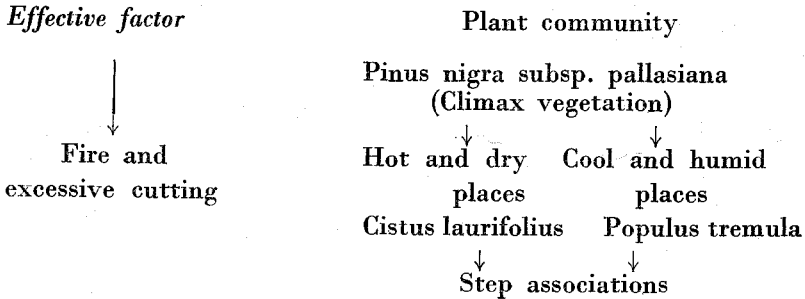 Effective factor
Plant community
Pinus nigra subsp. pallasiana
(Climax vegetation)
Fire and
excessive cutting
Hot and dry
places
Cool and humid
places
Cistus laurifolius
Populus tremula
Step associations